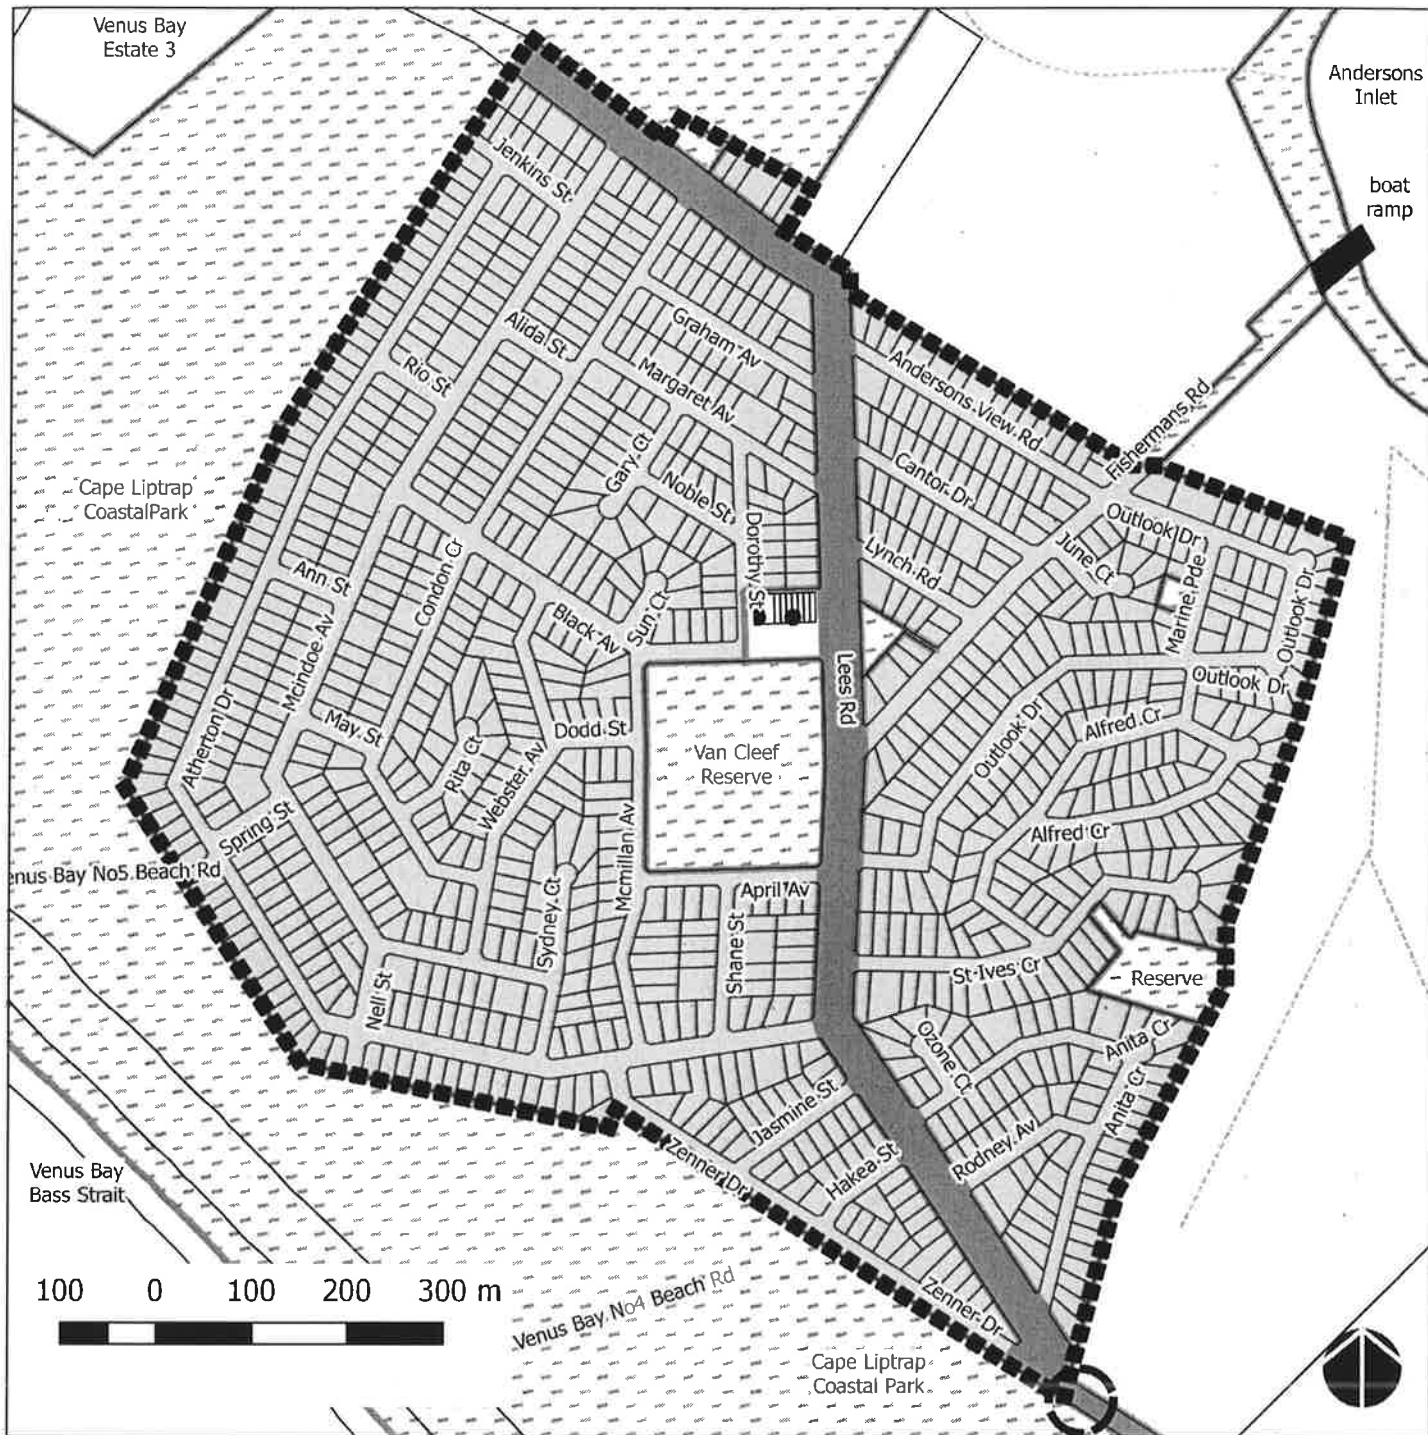 Venus Bay
Estate 3
Andersons
Inlet
boat
ramp
Jenkins St
Alida St
Graham Av
Margaret Av
Rio St
Andersons View Rd
Fishermans Rd
Gary Ct
Noble St
Cantor Dr
Cape Liptrap
CoastalPark
Dorothy St
Lynch Rd
June Ct
Outlook Dr
Marine Pde
Outlook Dr
Ann St
Condon Cr
Black Av
Sun Ct
Mcindoe Av
Atherton Dr
May St
Rita Ct
Webster Av
Dodd St
Van Cleef
Reserve
Lees Rd
Outlook Dr
Outlook Dr
Alfred Cr
Alfred Cr
Spring St
enus Bay No5 Beach Rd
Mcmillan Av
April Av
Sydney Ct
Shane St
St Ives Cr
Reserve
Nell St
Ozone Ct
Anita Cr
Anita Cr
Jasmine St
Rodney Av
Hakea St
Zenner Dr
Venus Bay
Bass Strait
Zenner Dr
100 0 100 200 300 m
Venus Bay No4 Beach Rd
Cape Liptrap
Coastal Park